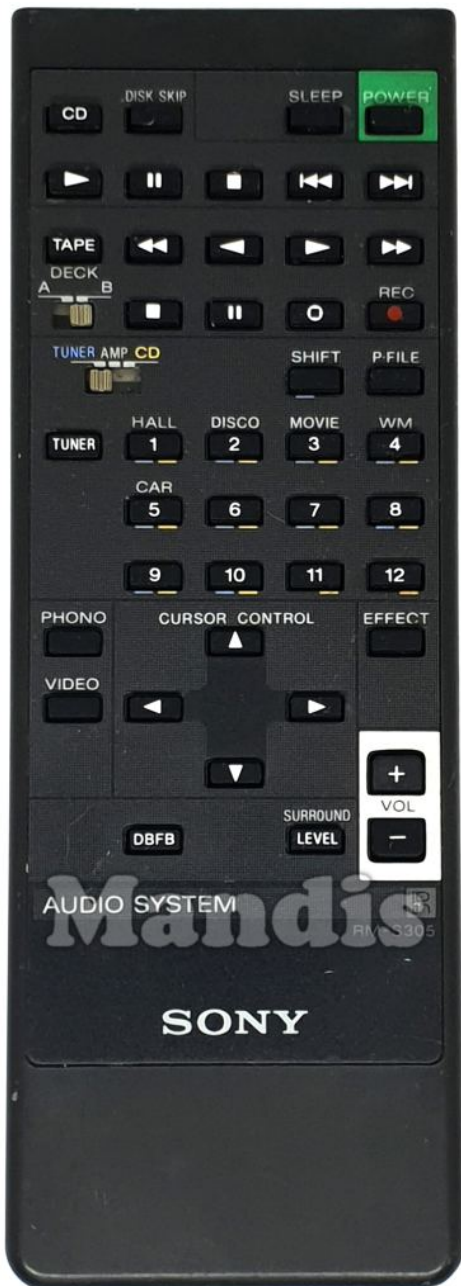 DISK SKIP SLEEP POWER
CD
TAPE
DECK
A B REC
TUNER AMP CD SHIFT P·FILE
HALL DISCO MOVIE WM
TUNER 1 2 3 4
CAR
5 6 7 8
9 10 11 12
PHONO CURSOR CONTROL EFFECT
VIDEO
+
VOL
SURROUND
DBFB LEVEL −
AUDIO SYSTEM
Mandis
RM-S305
SONY